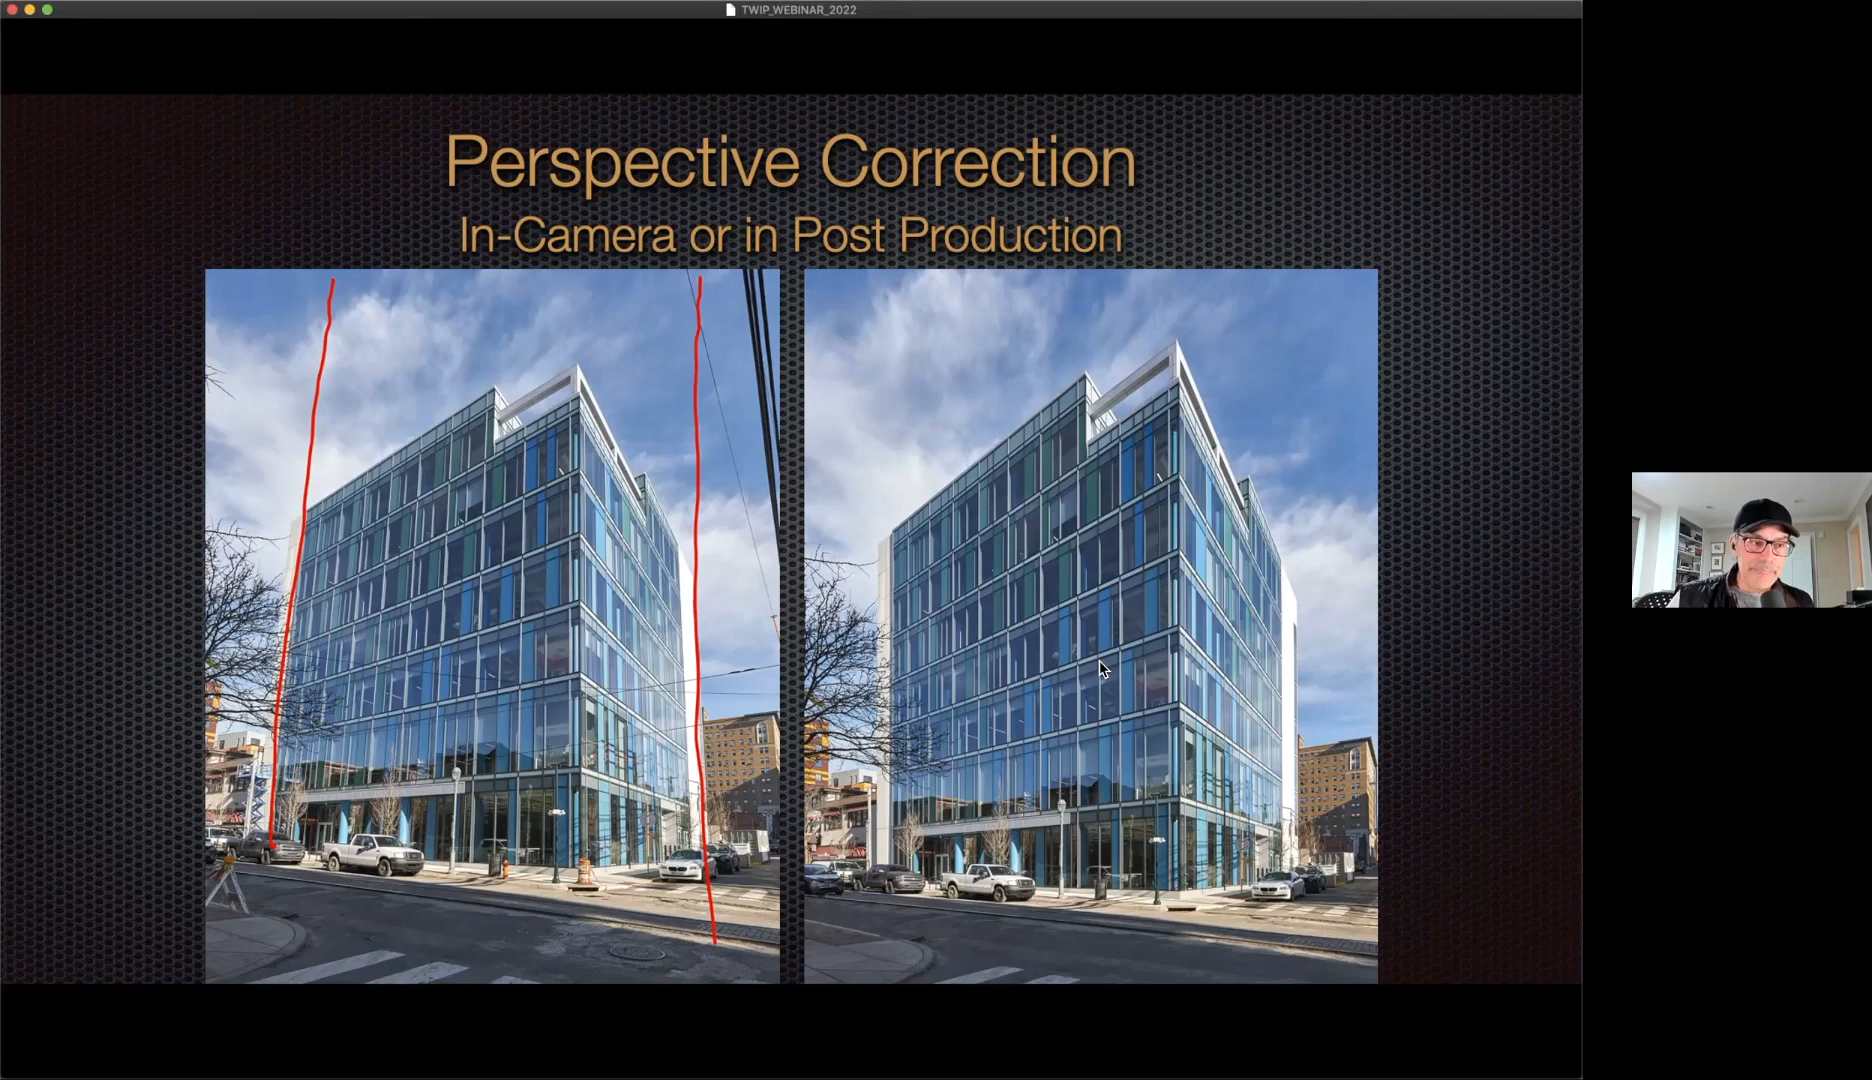 TWIP_WEBINAR_2022
Perspective Correction
In-Camera or in Post Production